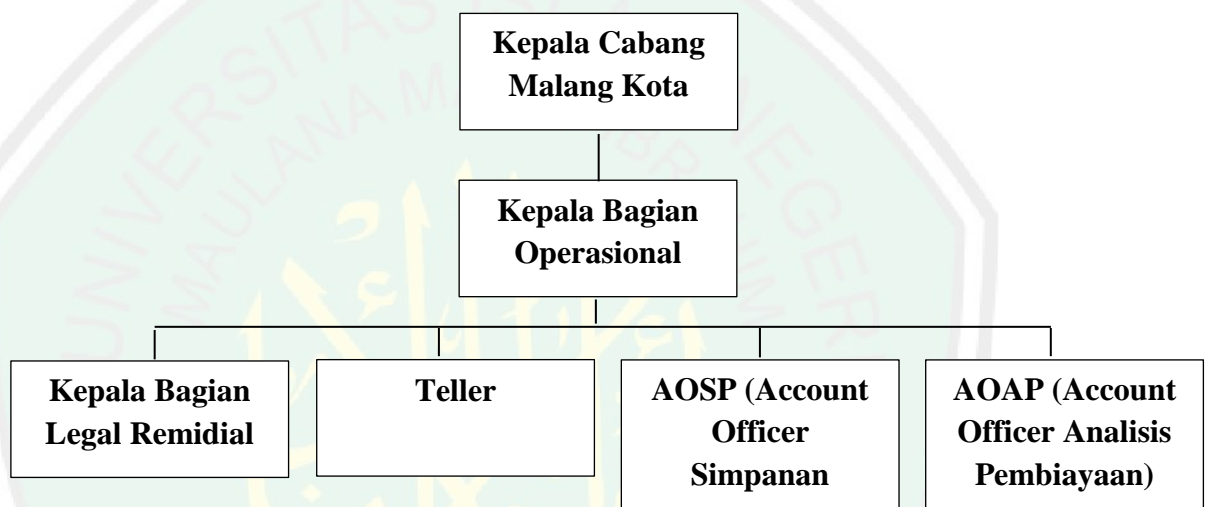 Kepala Cabang
Malang Kota
Kepala Bagian
Operasional
Kepala Bagian
Legal Remidial
Teller
AOSP (Account
Officer
Simpanan
AOAP (Account
Officer Analisis
Pembiayaan)